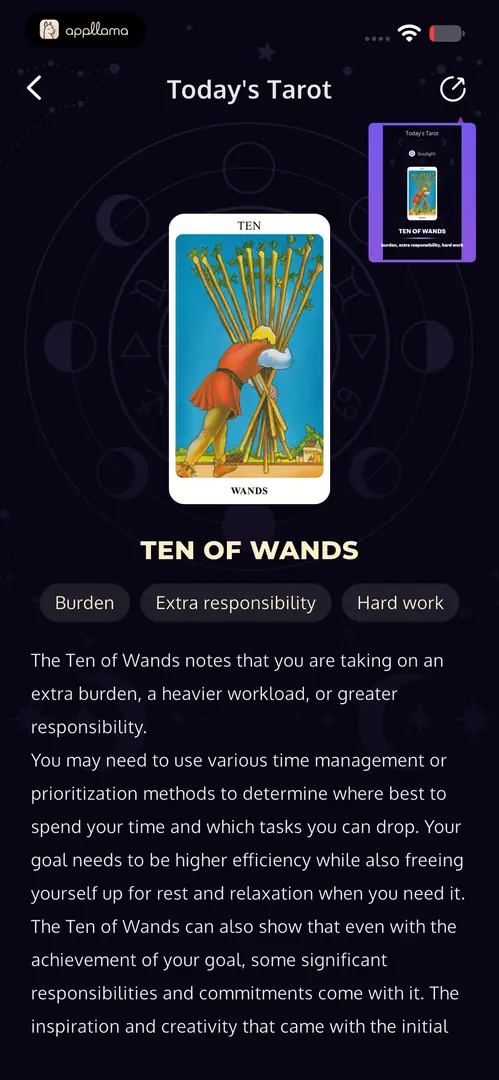 appllama
Today's Tarot
Today's Tarot
Soulight
TEN OF WANDS
burden, extra responsibility, hard work
TEN
WANDS
TEN OF WANDS
Burden
Extra responsibility
Hard work
The Ten of Wands notes that you are taking on an
extra burden, a heavier workload, or greater
responsibility.
You may need to use various time management or
prioritization methods to determine where best to
spend your time and which tasks you can drop. Your
goal needs to be higher efficiency while also freeing
yourself up for rest and relaxation when you need it.
The Ten of Wands can also show that even with the
achievement of your goal, some significant
responsibilities and commitments come with it. The
inspiration and creativity that came with the initial